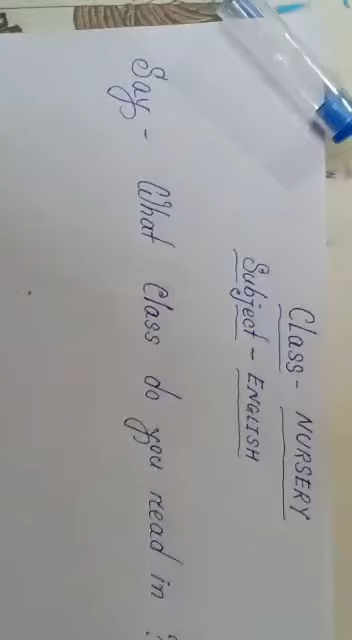 Class - NURSERY
Subject - ENGLISH
Say - What Class do you read in ?